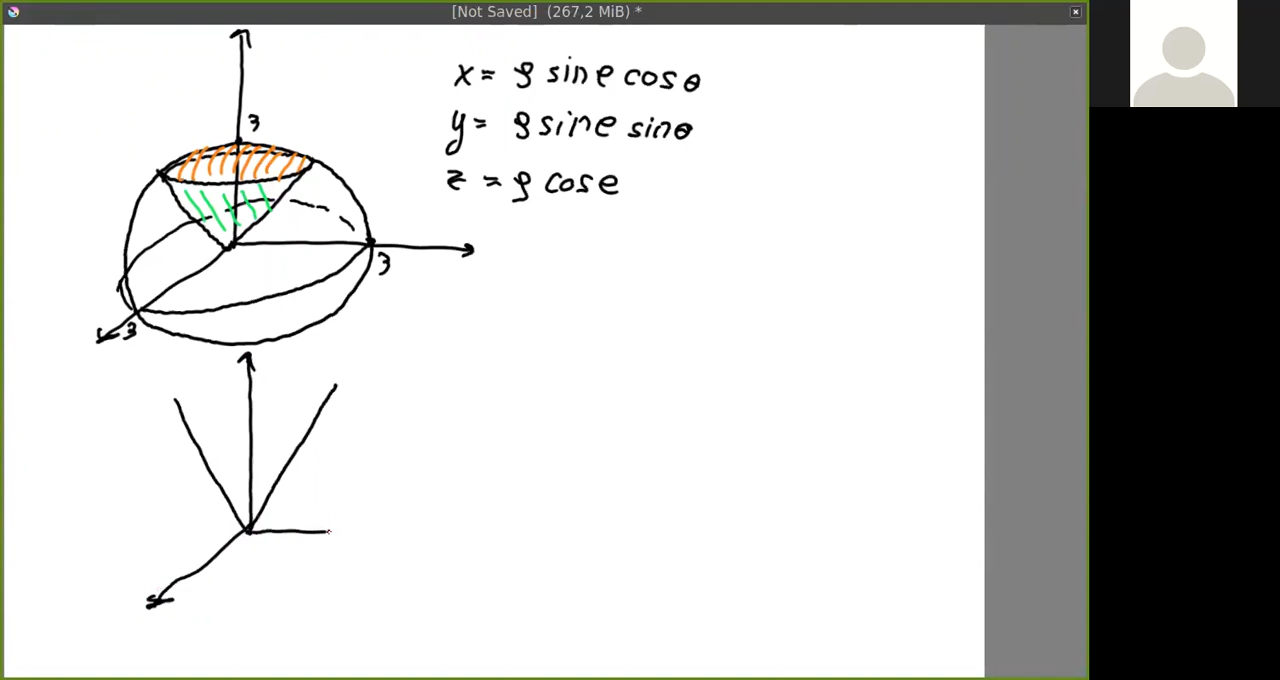 [Not Saved] (267,2 MiB) *
3
3
3
x = ρ sinφ cosθ
y = ρ sinφ sinθ
z = ρ cosφ